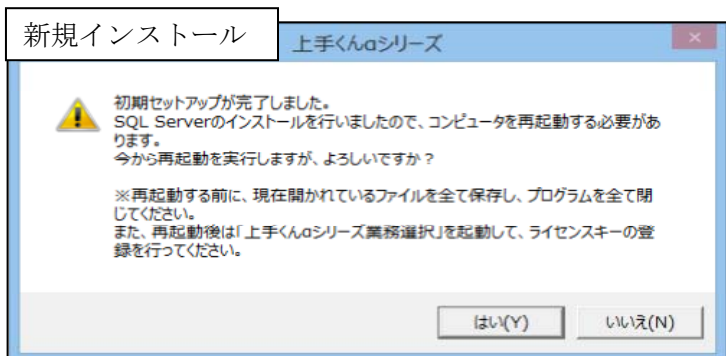 新規インストール
上手くんαシリーズ
初期セットアップが完了しました。
SQL Serverのインストールを行いましたので、コンピュータを再起動する必要があ
ります。
今から再起動を実行しますが、よろしいですか？
※再起動する前に、現在開かれているファイルを全て保存し、プログラムを全て閉
じてください。
また、再起動後は「上手くんαシリーズ業務選択」を起動して、ライセンスキーの登
録を行ってください。
はい(Y)
いいえ(N)